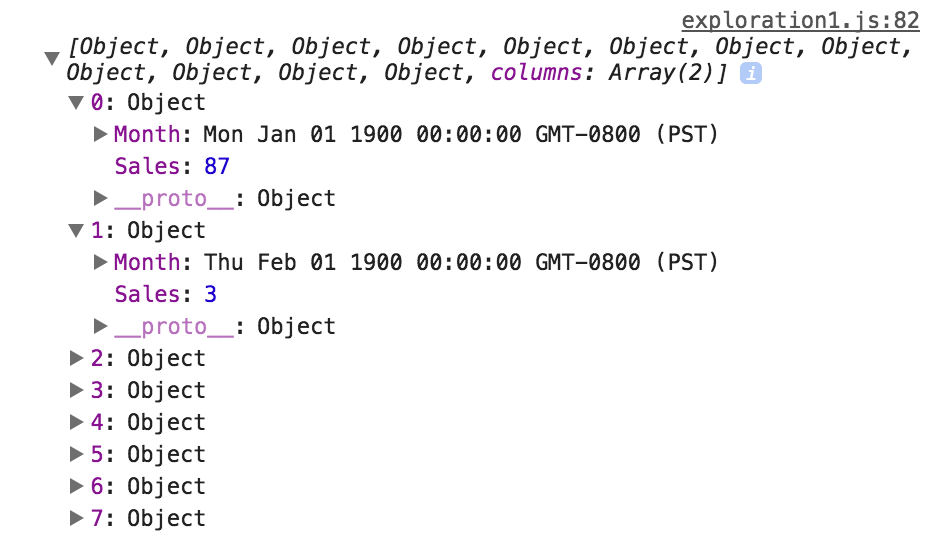 exploration1.js:82
▼ [Object, Object, Object, Object, Object, Object, Object, Object,
Object, Object, Object, Object, columns: Array(2)] i
▼ 0: Object
▶ Month: Mon Jan 01 1900 00:00:00 GMT-0800 (PST)
Sales: 87
▶ __proto__: Object
▼ 1: Object
▶ Month: Thu Feb 01 1900 00:00:00 GMT-0800 (PST)
Sales: 3
▶ __proto__: Object
▶ 2: Object
▶ 3: Object
▶ 4: Object
▶ 5: Object
▶ 6: Object
▶ 7: Object